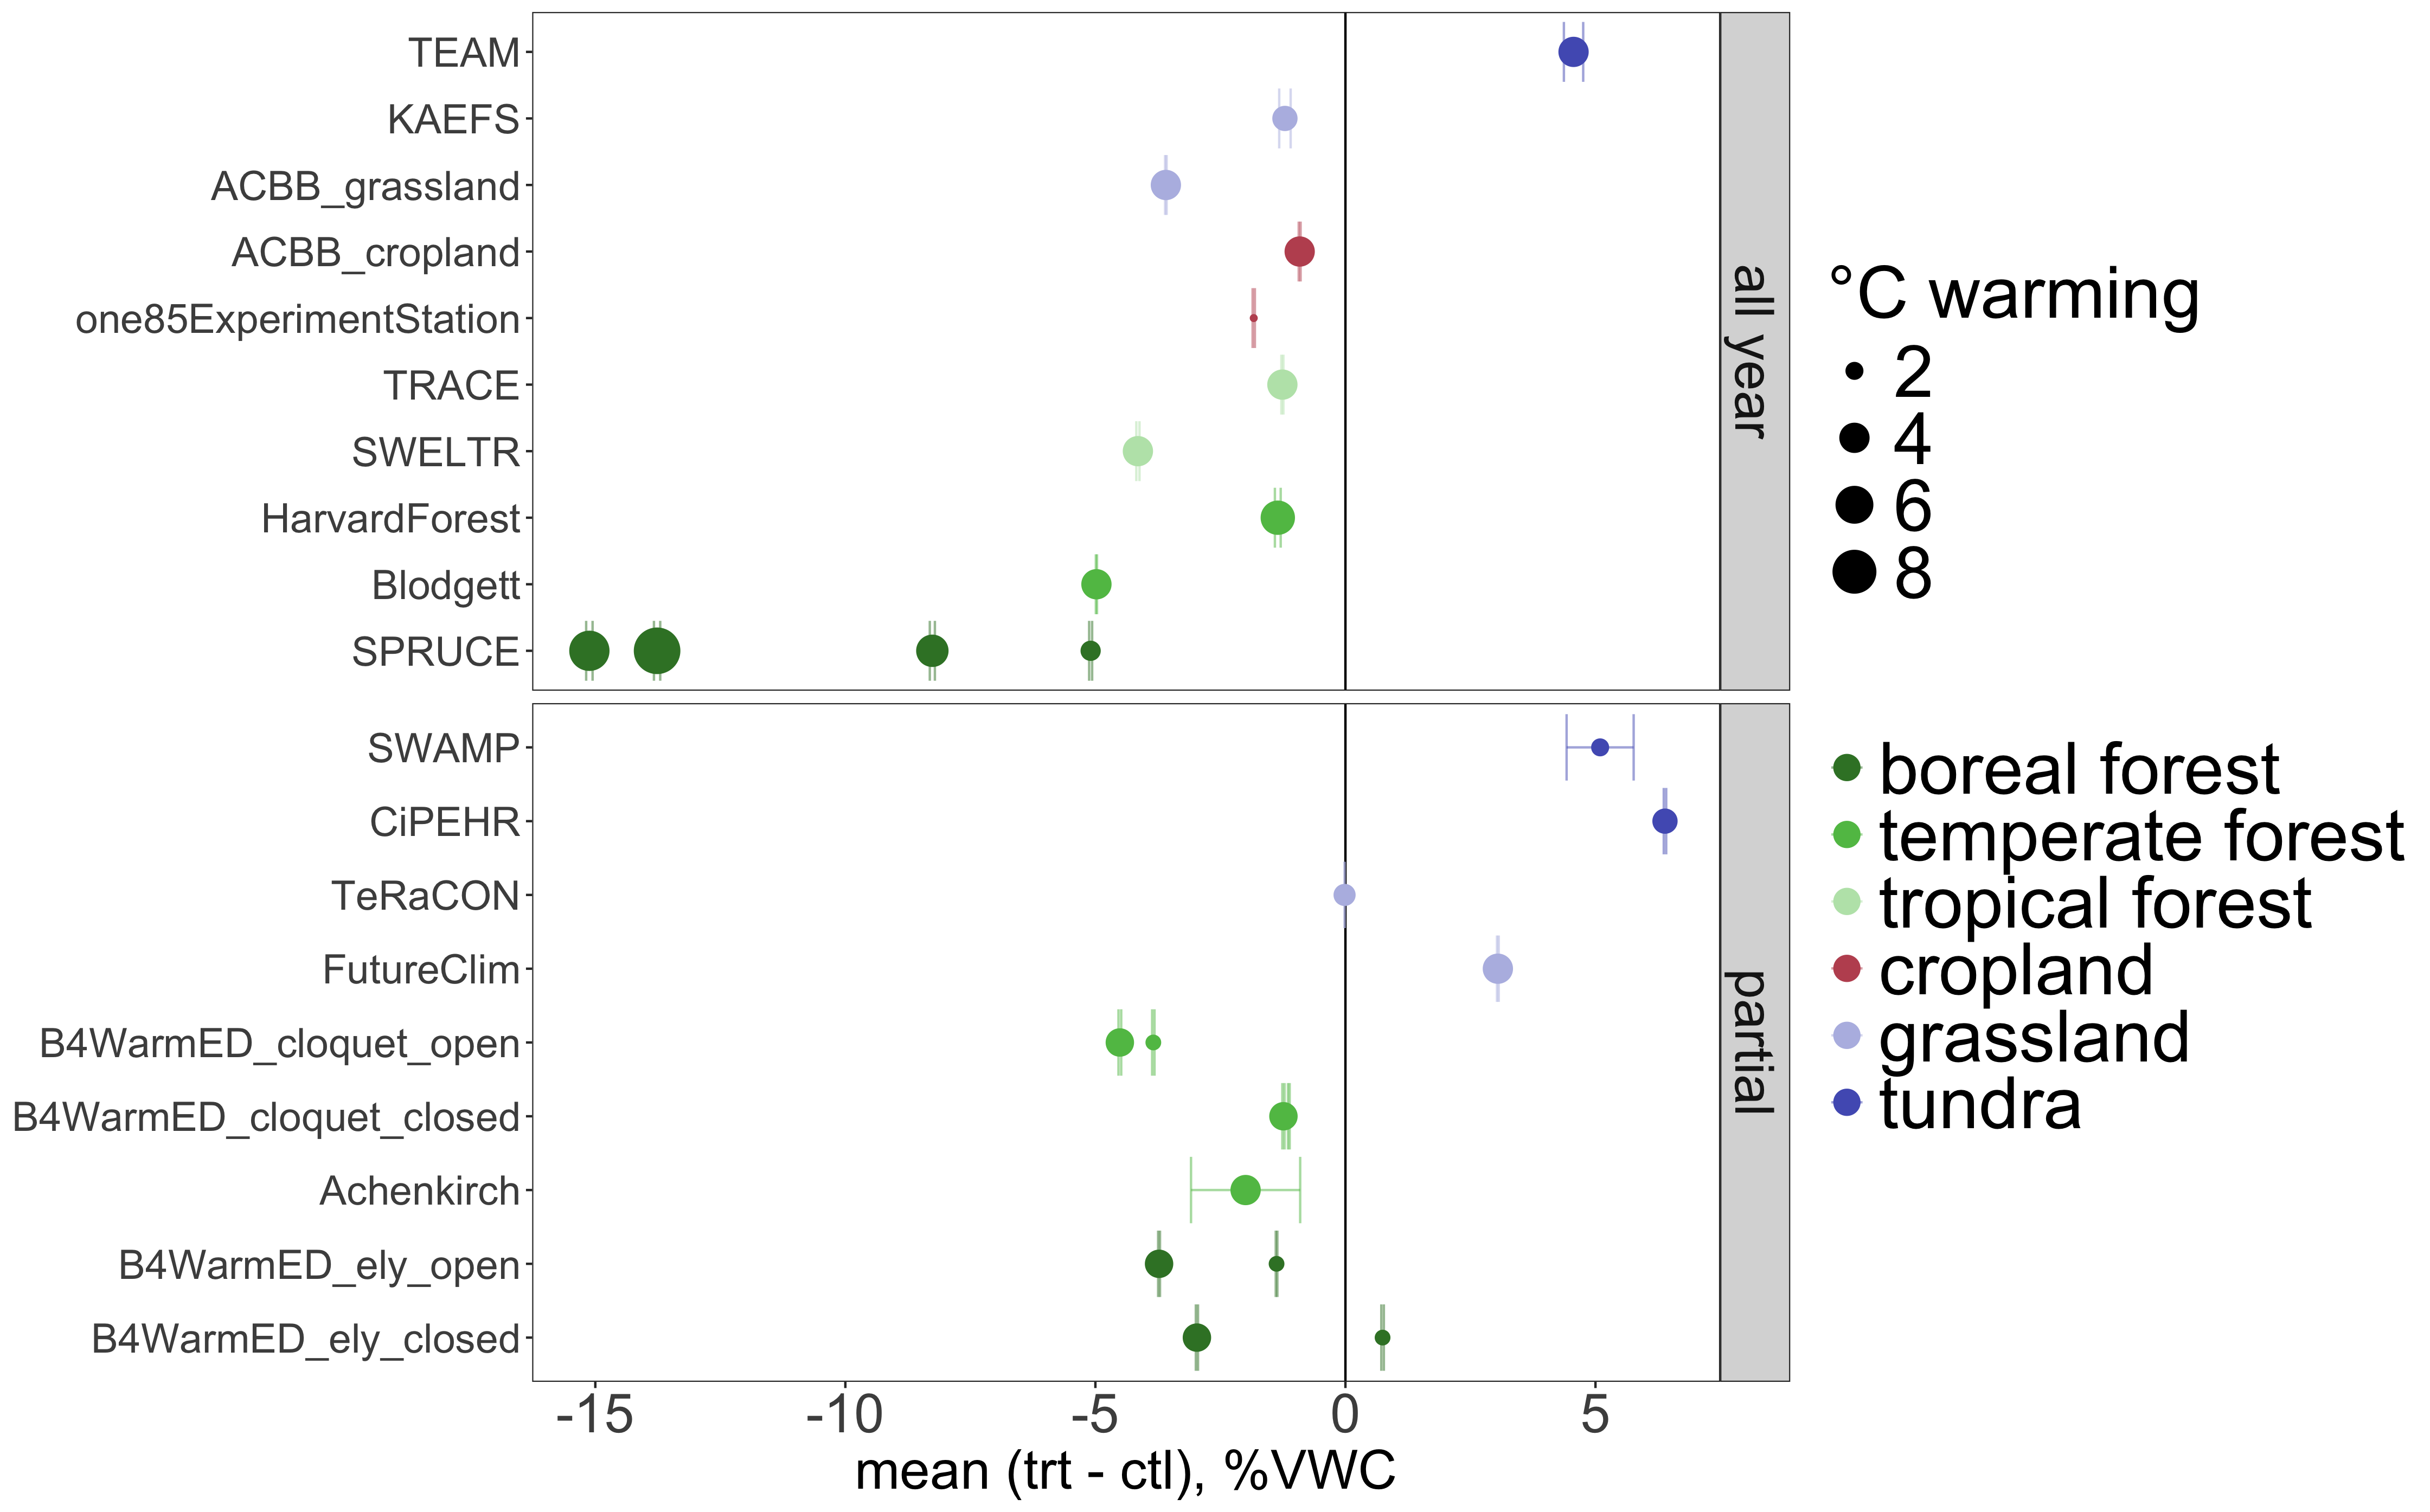 TEAM
KAEFS
ACBB_grassland
ACBB_cropland
one85ExperimentStation
TRACE
SWELTR
HarvardForest
Blodgett
SPRUCE
all year
SWAMP
CiPEHR
TeRaCON
FutureClim
B4WarmED_cloquet_open
B4WarmED_cloquet_closed
Achenkirch
B4WarmED_ely_open
B4WarmED_ely_closed
partial
-15 -10 -5 0 5
mean (trt - ctl), %VWC
°C warming
2
4
6
8
boreal forest
temperate forest
tropical forest
cropland
grassland
tundra